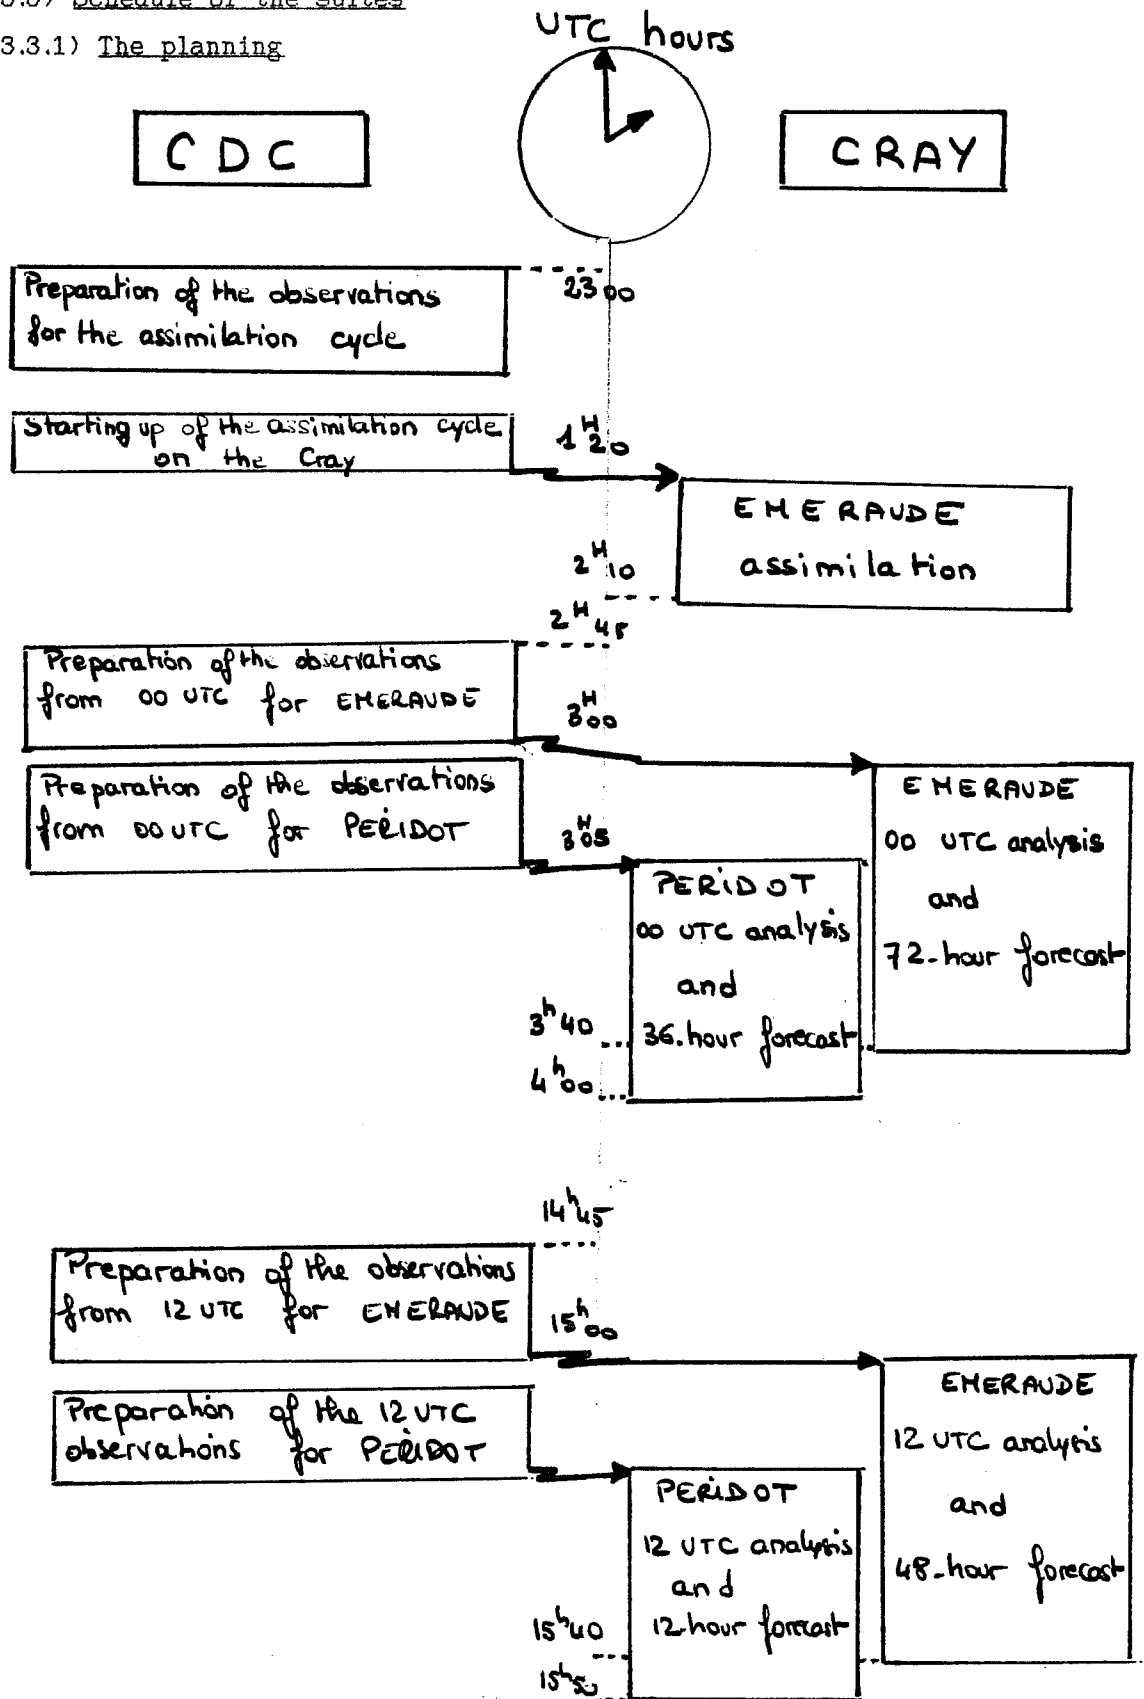 Schedule of the suites
3.3.1) The planning
UTC hours
CDC
CRAY
23 00
Preparation of the observations
for the assimilation cycle
Starting up of the assimilation cycle
on the Cray
1H20
EMERAUDE
assimilation
2H10
2H45
Preparation of the observations
from 00 UTC for EMERAUDE
3H00
Preparation of the observations
from 00 UTC for PERIDOT
3H05
EMERAUDE
00 UTC analysis
and
72-hour forecast
PERIDOT
00 UTC analysis
and
36.hour forecast
3h40
4h00
14h45
Preparation of the observations
from 12 UTC for EMERAUDE
15h00
Preparation of the 12 UTC
observations for PERIDOT
EMERAUDE
12 UTC analysis
and
48-hour forecast
PERIDOT
12 UTC analysis
and
12-hour forecast
15h40
15h50